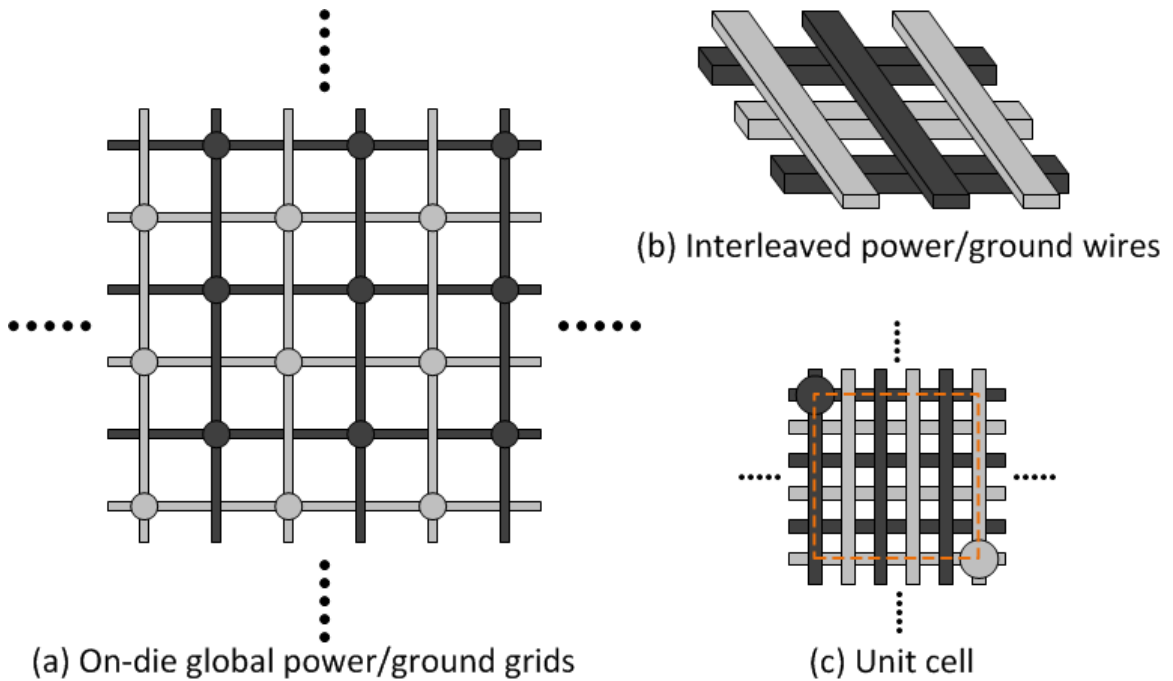 (b) Interleaved power/ground wires
(a) On-die global power/ground grids
(c) Unit cell